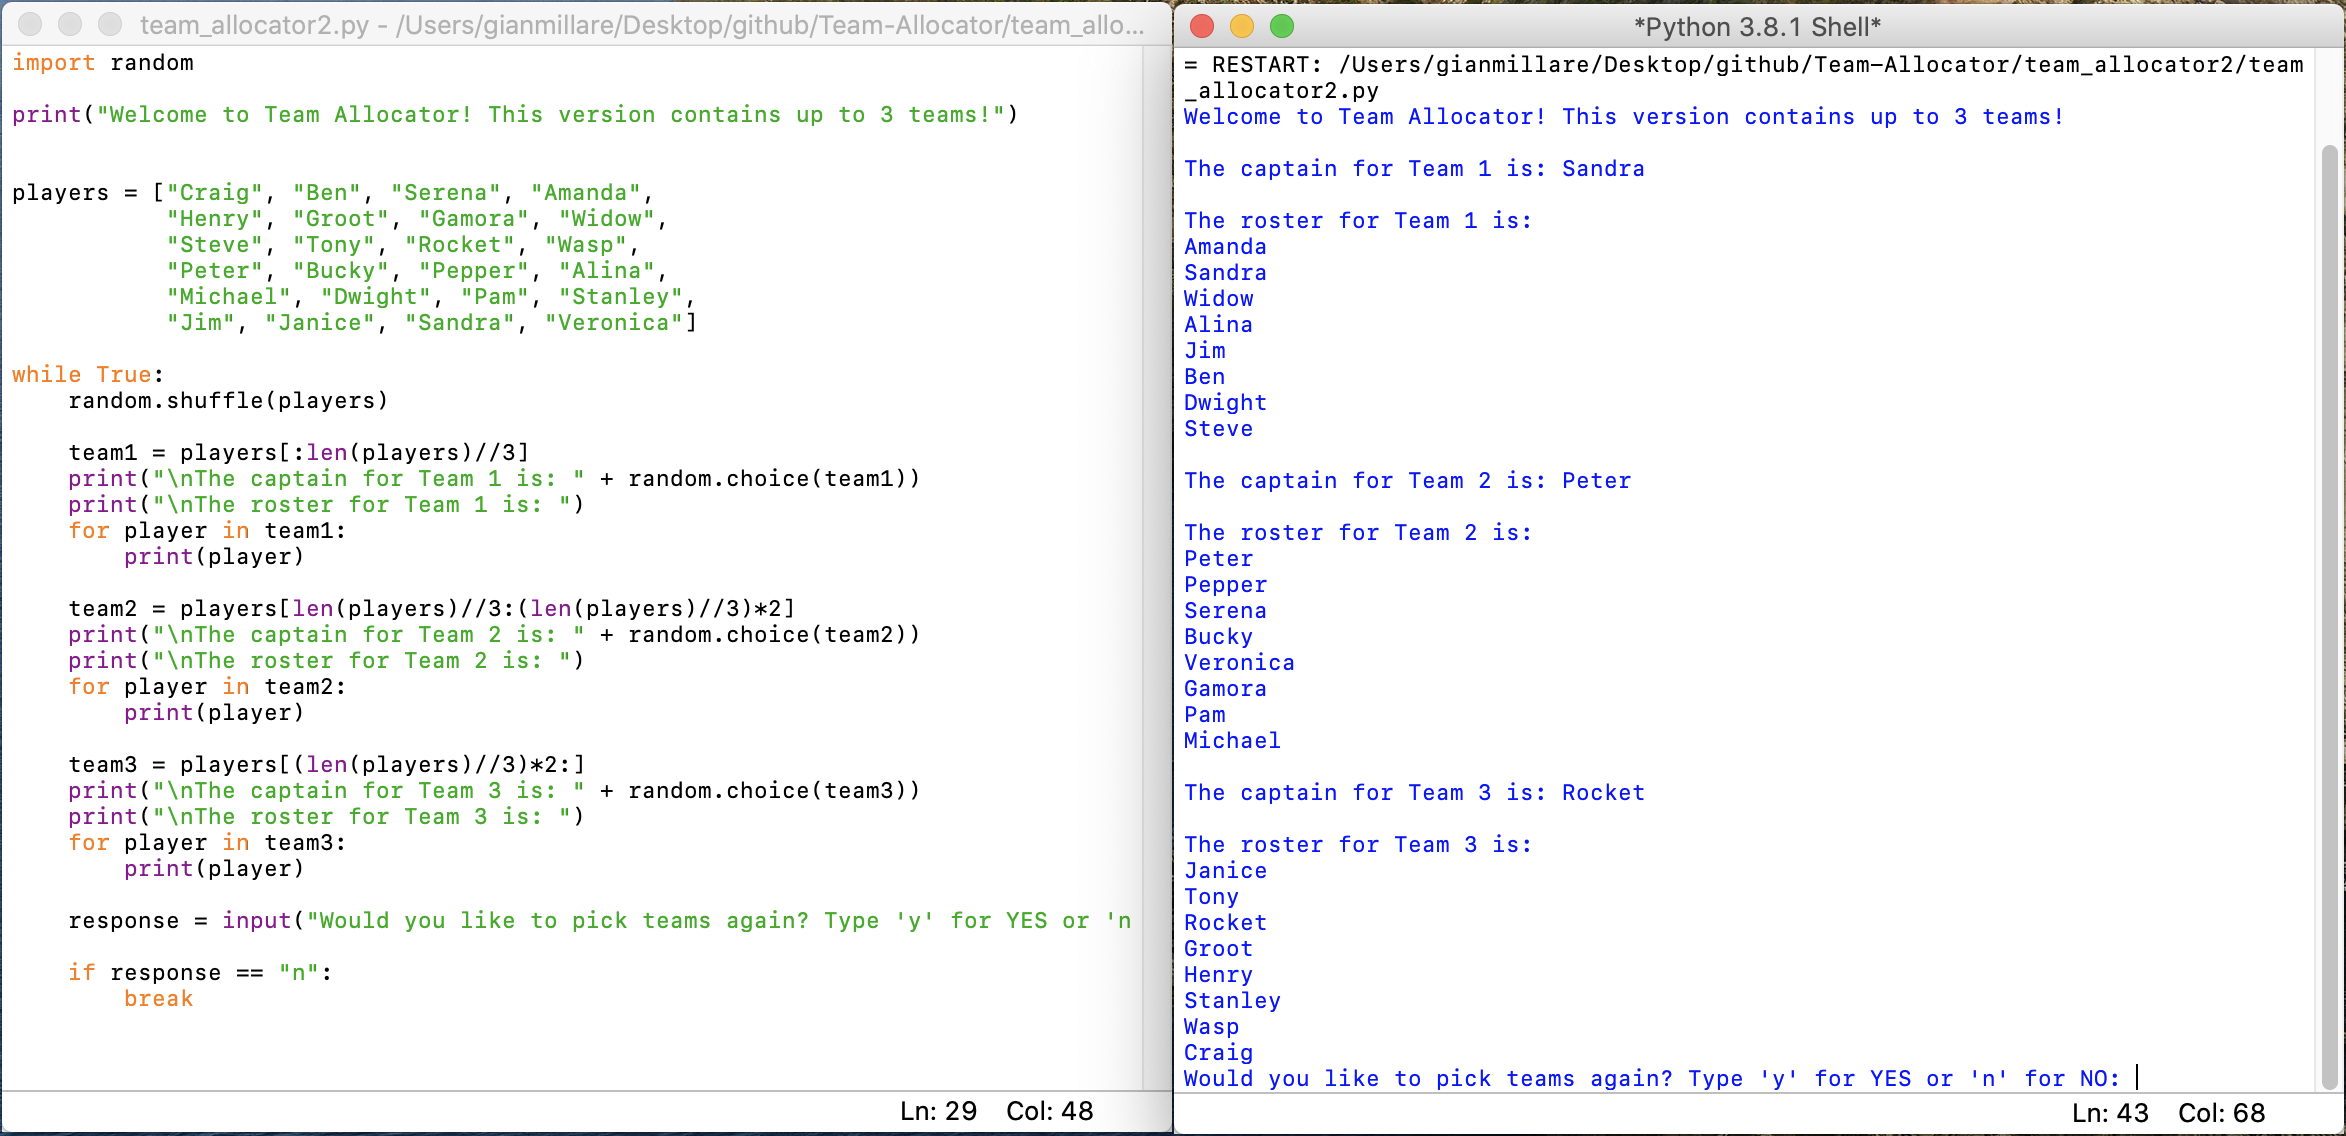 team_allocator2.py - /Users/gianmillare/Desktop/github/Team-Allocator/team_allo...
import random
print("Welcome to Team Allocator! This version contains up to 3 teams!")
players = ["Craig", "Ben", "Serena", "Amanda",
"Henry", "Groot", "Gamora", "Widow",
"Steve", "Tony", "Rocket", "Wasp",
"Peter", "Bucky", "Pepper", "Alina",
"Michael", "Dwight", "Pam", "Stanley",
"Jim", "Janice", "Sandra", "Veronica"]
while True:
random.shuffle(players)
team1 = players[:len(players)//3]
print("\nThe captain for Team 1 is: " + random.choice(team1))
print("\nThe roster for Team 1 is: ")
for player in team1:
print(player)
team2 = players[len(players)//3:(len(players)//3)*2]
print("\nThe captain for Team 2 is: " + random.choice(team2))
print("\nThe roster for Team 2 is: ")
for player in team2:
print(player)
team3 = players[(len(players)//3)*2:]
print("\nThe captain for Team 3 is: " + random.choice(team3))
print("\nThe roster for Team 3 is: ")
for player in team3:
print(player)
response = input("Would you like to pick teams again? Type 'y' for YES or 'n
if response == "n":
break
Ln: 29 Col: 48
*Python 3.8.1 Shell*
= RESTART: /Users/gianmillare/Desktop/github/Team-Allocator/team_allocator2/team
_allocator2.py
Welcome to Team Allocator! This version contains up to 3 teams!
The captain for Team 1 is: Sandra
The roster for Team 1 is:
Amanda
Sandra
Widow
Alina
Jim
Ben
Dwight
Steve
The captain for Team 2 is: Peter
The roster for Team 2 is:
Peter
Pepper
Serena
Bucky
Veronica
Gamora
Pam
Michael
The captain for Team 3 is: Rocket
The roster for Team 3 is:
Janice
Tony
Rocket
Groot
Henry
Stanley
Wasp
Craig
Would you like to pick teams again? Type 'y' for YES or 'n' for NO:
Ln: 43 Col: 68